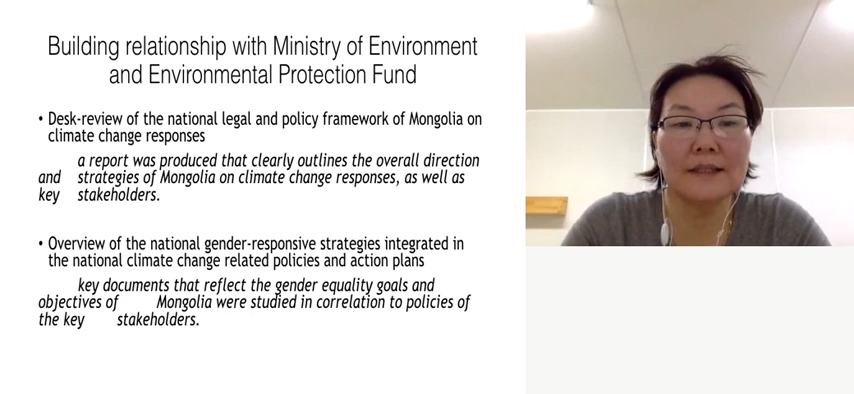 Building relationship with Ministry of Environment
and Environmental Protection Fund
• Desk-review of the national legal and policy framework of Mongolia on
climate change responses
a report was produced that clearly outlines the overall direction
and strategies of Mongolia on climate change responses, as well as
key stakeholders.
• Overview of the national gender-responsive strategies integrated in
the national climate change related policies and action plans
key documents that reflect the gender equality goals and
objectives of Mongolia were studied in correlation to policies of
the key stakeholders.